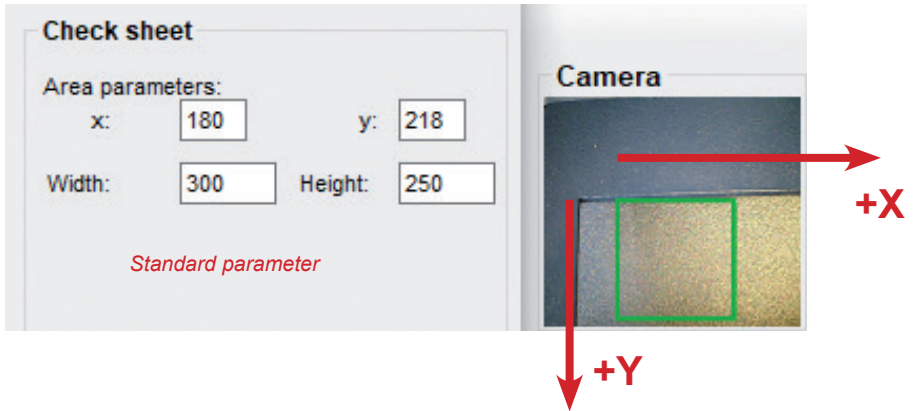 Check sheet
Area parameters:
x: 180 y: 218
Width: 300 Height: 250
Standard parameter
Camera
+X
+Y